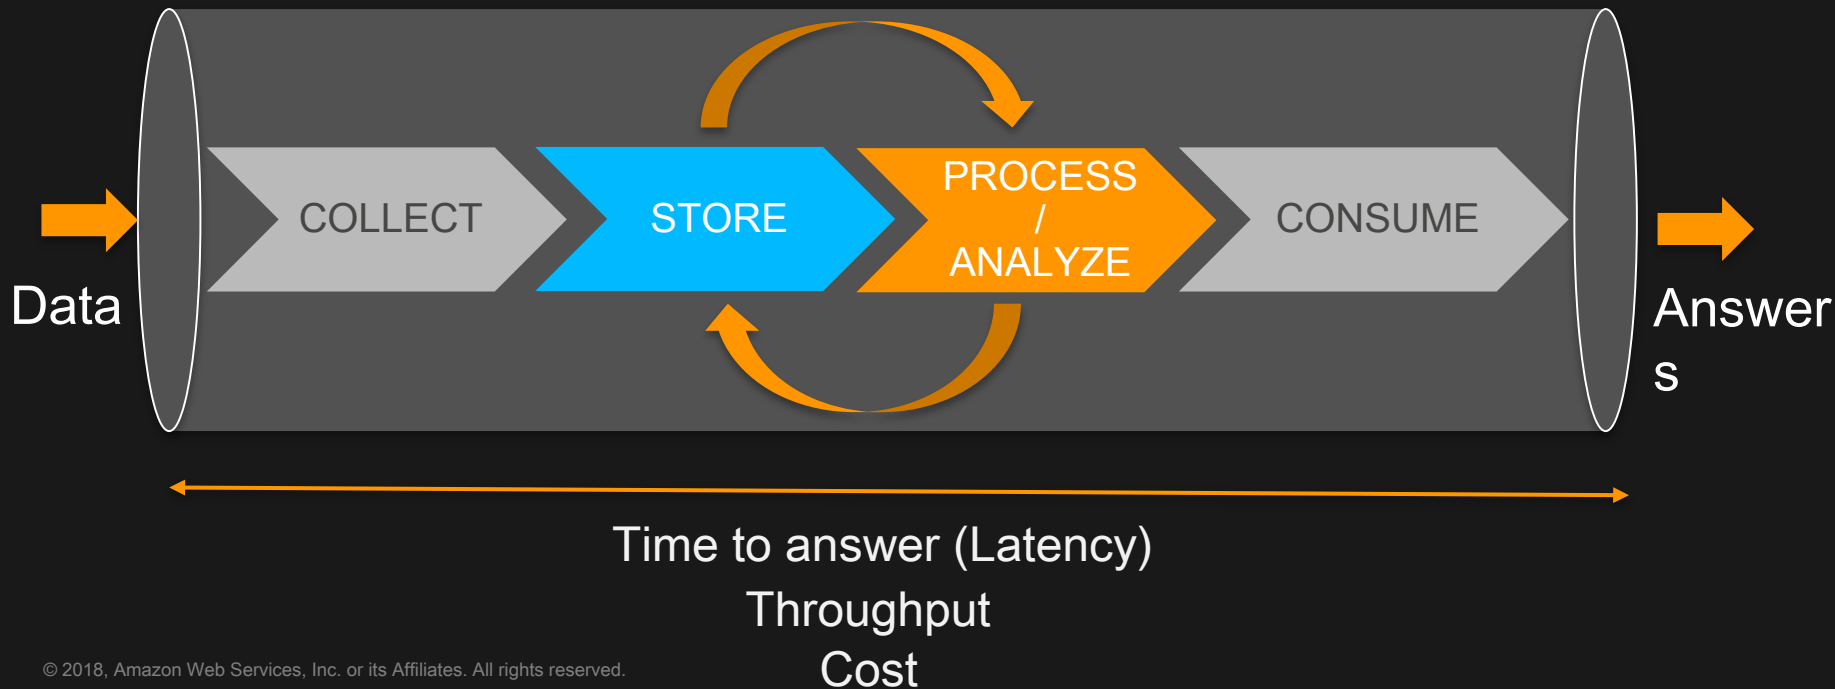 COLLECT
STORE
PROCESS
/
ANALYZE
CONSUME
Data
Answer
s
Time to answer (Latency)
Throughput
Cost
© 2018, Amazon Web Services, Inc. or its Affiliates. All rights reserved.